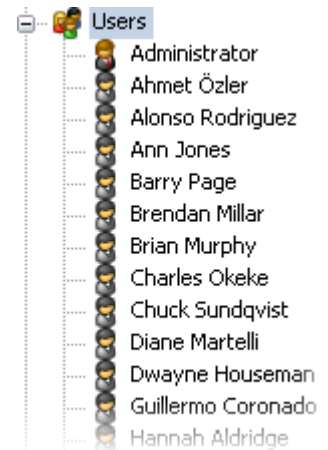 Users
Administrator
Ahmet Özler
Alonso Rodriguez
Ann Jones
Barry Page
Brendan Millar
Brian Murphy
Charles Okeke
Chuck Sundqvist
Diane Martelli
Dwayne Houseman
Guillermo Coronado
Hannah Aldridge